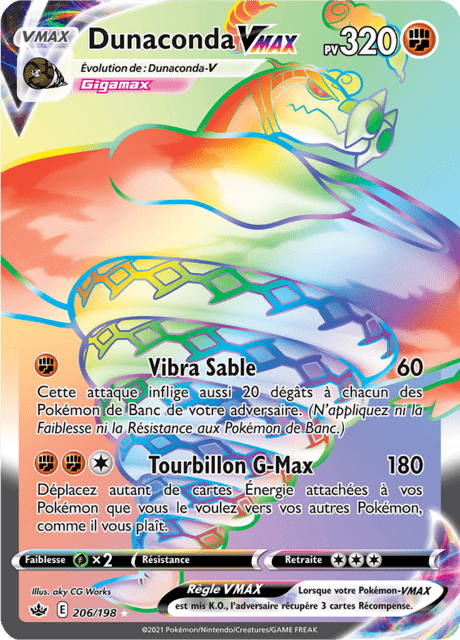 VMAX
Dunaconda VMAX
PV 320
Évolution de : Dunaconda-V
Gigamax
Vibra Sable 60
Cette attaque inflige aussi 20 dégâts à chacun des
Pokémon de Banc de votre adversaire. (N'appliquez ni la
Faiblesse ni la Résistance aux Pokémon de Banc.)
Tourbillon G-Max 180
Déplacez autant de cartes Énergie attachées à vos
Pokémon que vous le voulez vers vos autres Pokémon,
comme il vous plaît.
Faiblesse ×2 Résistance Retraite
Illus. aky CG Works
Règle VMAX Lorsque votre Pokémon-VMAX
est mis K.O., l'adversaire récupère 3 cartes Récompense.
E 206/198
©2021 Pokémon/Nintendo/Creatures/GAME FREAK